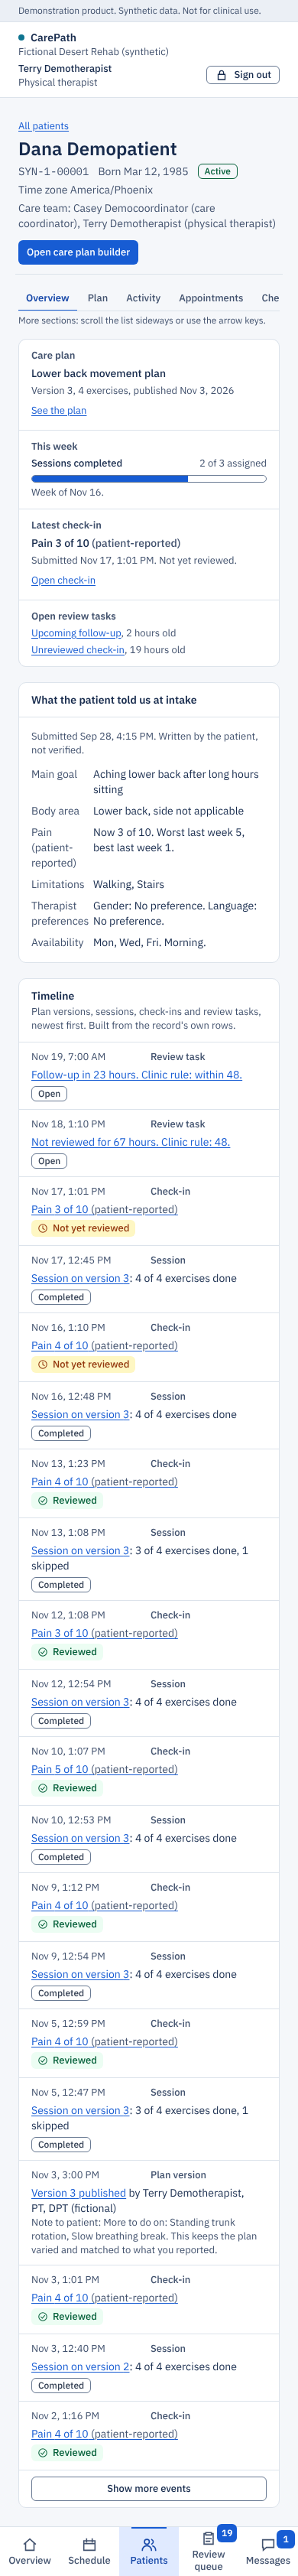 Demonstration product. Synthetic data. Not for clinical use.
CarePath
Fictional Desert Rehab (synthetic)
Terry Demotherapist
Physical therapist
Sign out
All patients
Dana Demopatient
SYN-1-00001 Born Mar 12, 1985 Active
Time zone America/Phoenix
Care team: Casey Democoordinator (care
coordinator), Terry Demotherapist (physical therapist)
Open care plan builder
Overview Plan Activity Appointments Che
More sections: scroll the list sideways or use the arrow keys.
Care plan
Lower back movement plan
Version 3, 4 exercises, published Nov 3, 2026
See the plan
This week
Sessions completed 2 of 3 assigned
Week of Nov 16.
Latest check-in
Pain 3 of 10 (patient-reported)
Submitted Nov 17, 1:01 PM. Not yet reviewed.
Open check-in
Open review tasks
Upcoming follow-up, 2 hours old
Unreviewed check-in, 19 hours old
What the patient told us at intake
Submitted Sep 28, 4:15 PM. Written by the patient,
not verified.
Main goal Aching lower back after long hours
sitting
Body area Lower back, side not applicable
Pain
(patient-
reported) Now 3 of 10. Worst last week 5,
best last week 1.
Limitations Walking, Stairs
Therapist
preferences Gender: No preference. Language:
No preference.
Availability Mon, Wed, Fri. Morning.
Timeline
Plan versions, sessions, check-ins and review tasks,
newest first. Built from the record's own rows.
Nov 19, 7:00 AM Review task
Follow-up in 23 hours. Clinic rule: within 48.
Open
Nov 18, 1:10 PM Review task
Not reviewed for 67 hours. Clinic rule: 48.
Open
Nov 17, 1:01 PM Check-in
Pain 3 of 10 (patient-reported)
Not yet reviewed
Nov 17, 12:45 PM Session
Session on version 3: 4 of 4 exercises done
Completed
Nov 16, 1:10 PM Check-in
Pain 4 of 10 (patient-reported)
Not yet reviewed
Nov 16, 12:48 PM Session
Session on version 3: 4 of 4 exercises done
Completed
Nov 13, 1:23 PM Check-in
Pain 4 of 10 (patient-reported)
Reviewed
Nov 13, 1:08 PM Session
Session on version 3: 3 of 4 exercises done, 1
skipped
Completed
Nov 12, 1:08 PM Check-in
Pain 3 of 10 (patient-reported)
Reviewed
Nov 12, 12:54 PM Session
Session on version 3: 4 of 4 exercises done
Completed
Nov 10, 1:07 PM Check-in
Pain 5 of 10 (patient-reported)
Reviewed
Nov 10, 12:53 PM Session
Session on version 3: 4 of 4 exercises done
Completed
Nov 9, 1:12 PM Check-in
Pain 4 of 10 (patient-reported)
Reviewed
Nov 9, 12:54 PM Session
Session on version 3: 4 of 4 exercises done
Completed
Nov 5, 12:59 PM Check-in
Pain 4 of 10 (patient-reported)
Reviewed
Nov 5, 12:47 PM Session
Session on version 3: 3 of 4 exercises done, 1
skipped
Completed
Nov 3, 3:00 PM Plan version
Version 3 published by Terry Demotherapist,
PT, DPT (fictional)
Note to patient: More to do on: Standing trunk
rotation, Slow breathing break. This keeps the plan
varied and matched to what you reported.
Nov 3, 1:01 PM Check-in
Pain 4 of 10 (patient-reported)
Reviewed
Nov 3, 12:40 PM Session
Session on version 2: 4 of 4 exercises done
Completed
Nov 2, 1:16 PM Check-in
Pain 4 of 10 (patient-reported)
Reviewed
Show more events
Overview Schedule Patients Review
queue 19 Messages 1